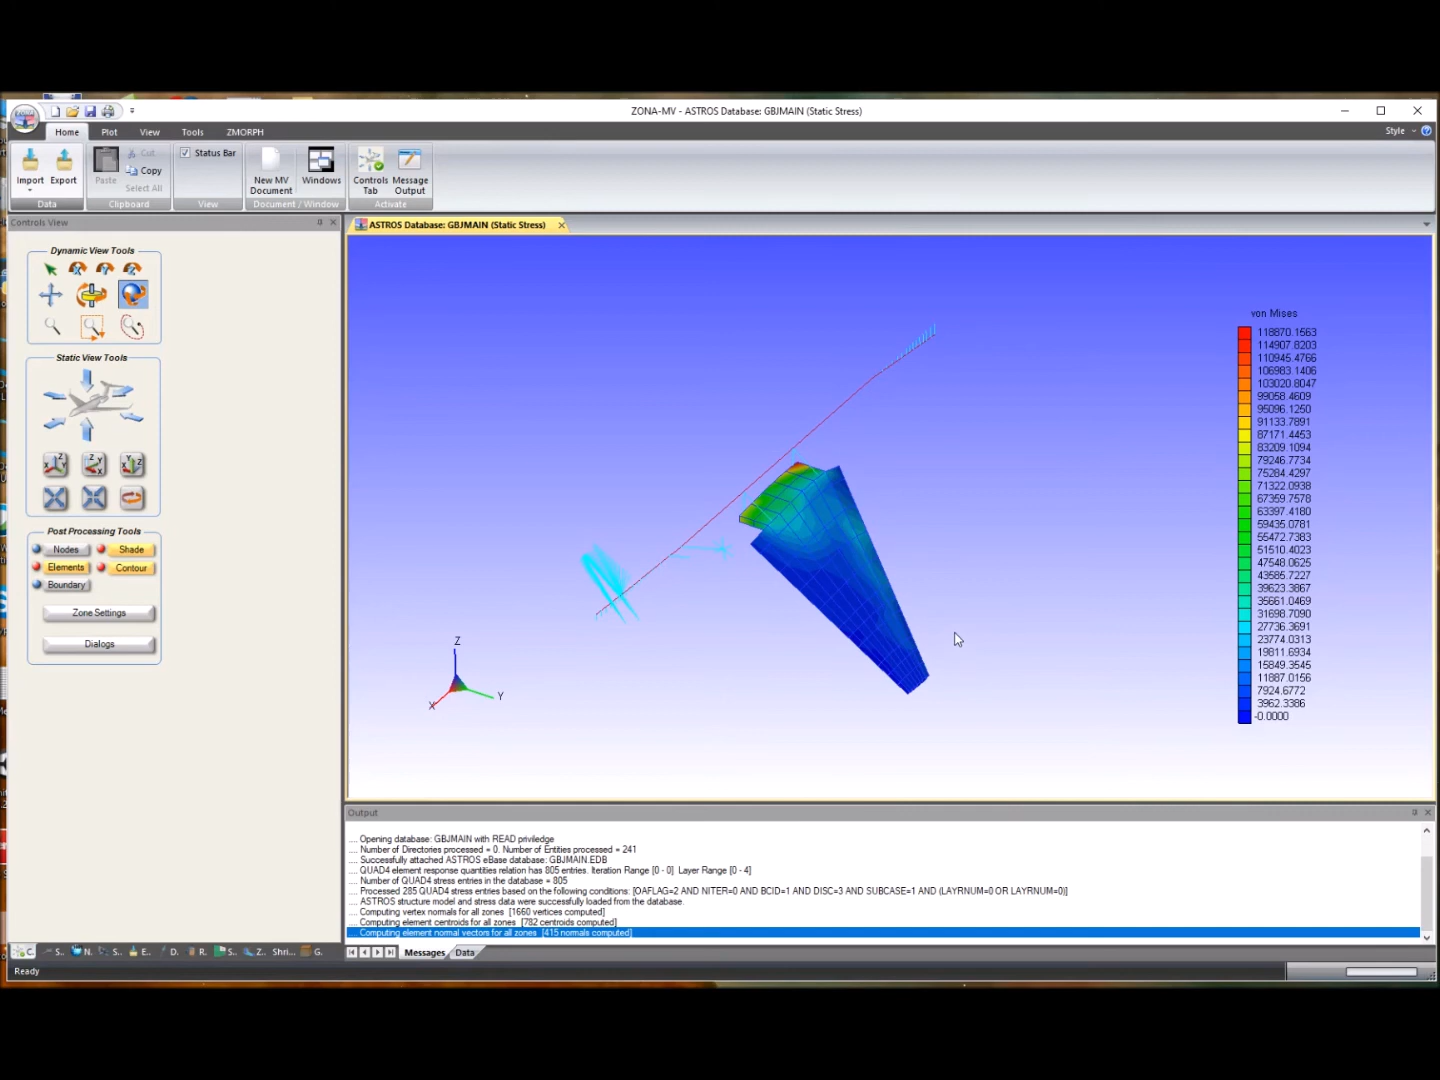 ZONA-MV - ASTROS Database: GBJMAIN (Static Stress)
Home Plot View Tools ZMORPH
Style
Import Export
Paste
Cut
Copy
Select All
Status Bar
New MV Document
Windows
Controls Tab
Message Output
Data Clipboard View Document / Window Activate
Controls View
ASTROS Database: GBJMAIN (Static Stress)
Dynamic View Tools
X Y Z
Static View Tools
Post Processing Tools
Nodes Shade
Elements Contour
Boundary
Zone Settings
Dialogs
Z
Y
X
von Mises
118870.1563
114907.8203
110945.4766
106983.1406
103020.8047
99058.4609
95096.1250
91133.7891
87171.4453
83209.1094
79246.7734
75284.4297
71322.0938
67359.7578
63397.4180
59435.0781
55472.7383
51510.4023
47548.0625
43585.7227
39623.3867
35661.0469
31698.7090
27736.3691
23774.0313
19811.6934
15849.3545
11887.0156
7924.6772
3962.3386
-0.0000
Output
.... Opening database: GBJMAIN with READ priviledge
.... Number of Directories processed = 0. Number of Entities processed = 241
.... Successfully attached ASTROS eBase database: GBJMAIN.EDB
.... QUAD4 element response quantities relation has 805 entries. Iteration Range [0 - 0] Layer Range [0 - 4]
.... Number of QUAD4 stress entries in the database = 805
.... Processed 285 QUAD4 stress entries based on the following conditions: [OAFLAG=2 AND NITER=0 AND BCID=1 AND DISC=3 AND SUBCASE=1 AND (LAYRNUM=0 OR LAYRNUM=0)]
.... ASTROS structure model and stress data were successfully loaded from the database.
.... Computing vertex normals for all zones [1660 vertices computed]
.... Computing element centroids for all zones [782 centroids computed]
.... Computing element normal vectors for all zones [415 normals computed]
C. S.. N. S.. E.. D. R. S.. Z.. Shri... G.
Messages Data
Ready